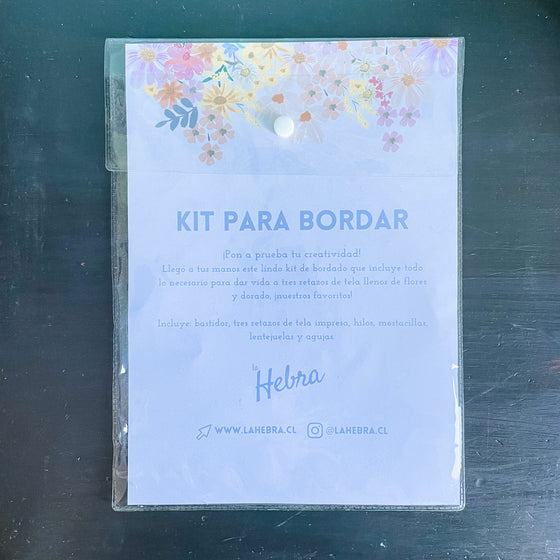 KIT PARA BORDAR
¡Pon a prueba tu creatividad!
Llegó a tus manos este lindo kit de bordado que incluye todo
lo necesario para dar vida a tres retazos de tela llenos de flores
y dorado, ¡nuestros favoritos!
Incluye: bastidor, tres retazos de tela impresa, hilos, mostacillas,
lentejuelas y agujas.
la
Hebra
WWW.LAHEBRA.CL @LAHEBRA.CL